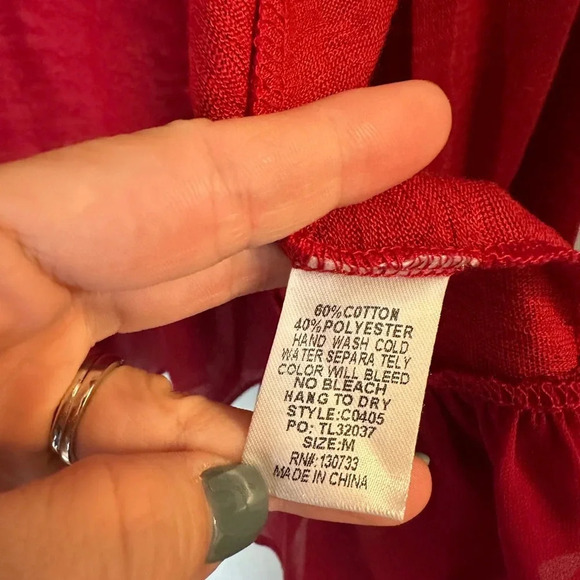 60%COTTON
40%POLYESTER
HAND WASH COLD
WATER SEPARA TELY
COLOR WILL BLEED
NO BLEACH
HANG TO DRY
STYLE:C0405
PO: TL32037
SIZE:M
RN#:130733
MADE IN CHINA